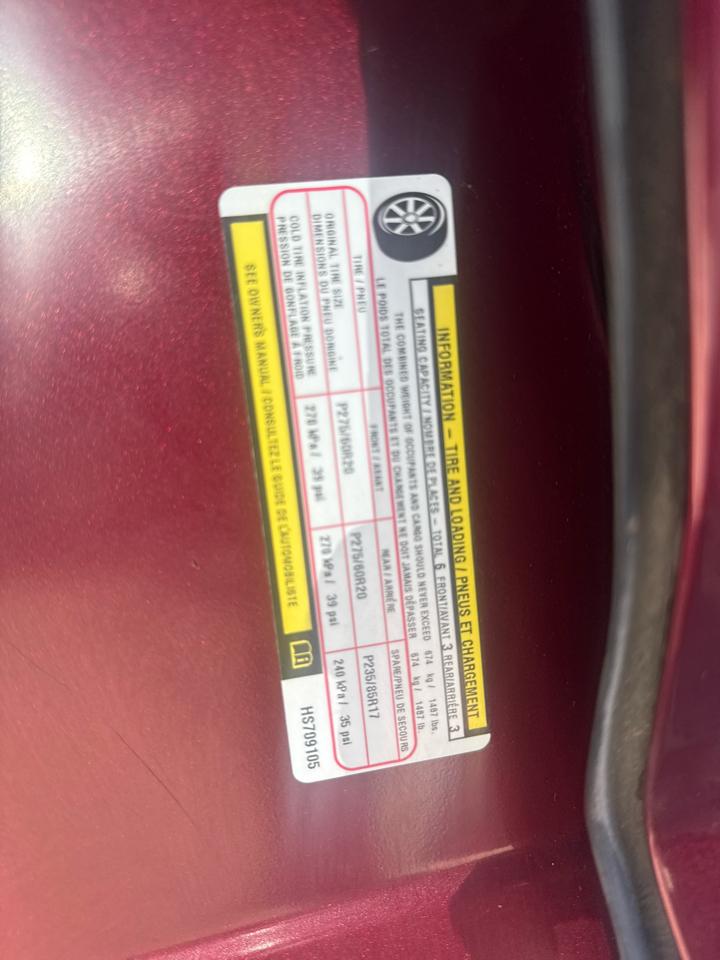 INFORMATION – TIRE AND LOADING / PNEUS ET CHARGEMENT
SEATING CAPACITY / NOMBRE DE PLACES – TOTAL 6 FRONT/AVANT 3 REAR/ARRIÈRE 3
THE COMBINED WEIGHT OF OCCUPANTS AND CARGO SHOULD NEVER EXCEED 674 kg / 1487 lbs.
LE POIDS TOTAL DES OCCUPANTS ET DU CHARGEMENT NE DOIT JAMAIS DÉPASSER 674 kg / 1487 lb.
TIRE / PNEU FRONT / AVANT REAR / ARRIÈRE SPARE/PNEU DE SECOURS
ORIGINAL TIRE SIZE
DIMENSIONS DU PNEU D'ORIGINE P275/60R20 P275/60R20 P235/85R17
COLD TIRE INFLATION PRESSURE
PRESSION DE GONFLAGE À FROID 270 kPa / 39 psi 270 kPa / 39 psi 240 kPa / 35 psi
SEE OWNER'S MANUAL / CONSULTEZ LE GUIDE DE L'AUTOMOBILISTE
HS709105